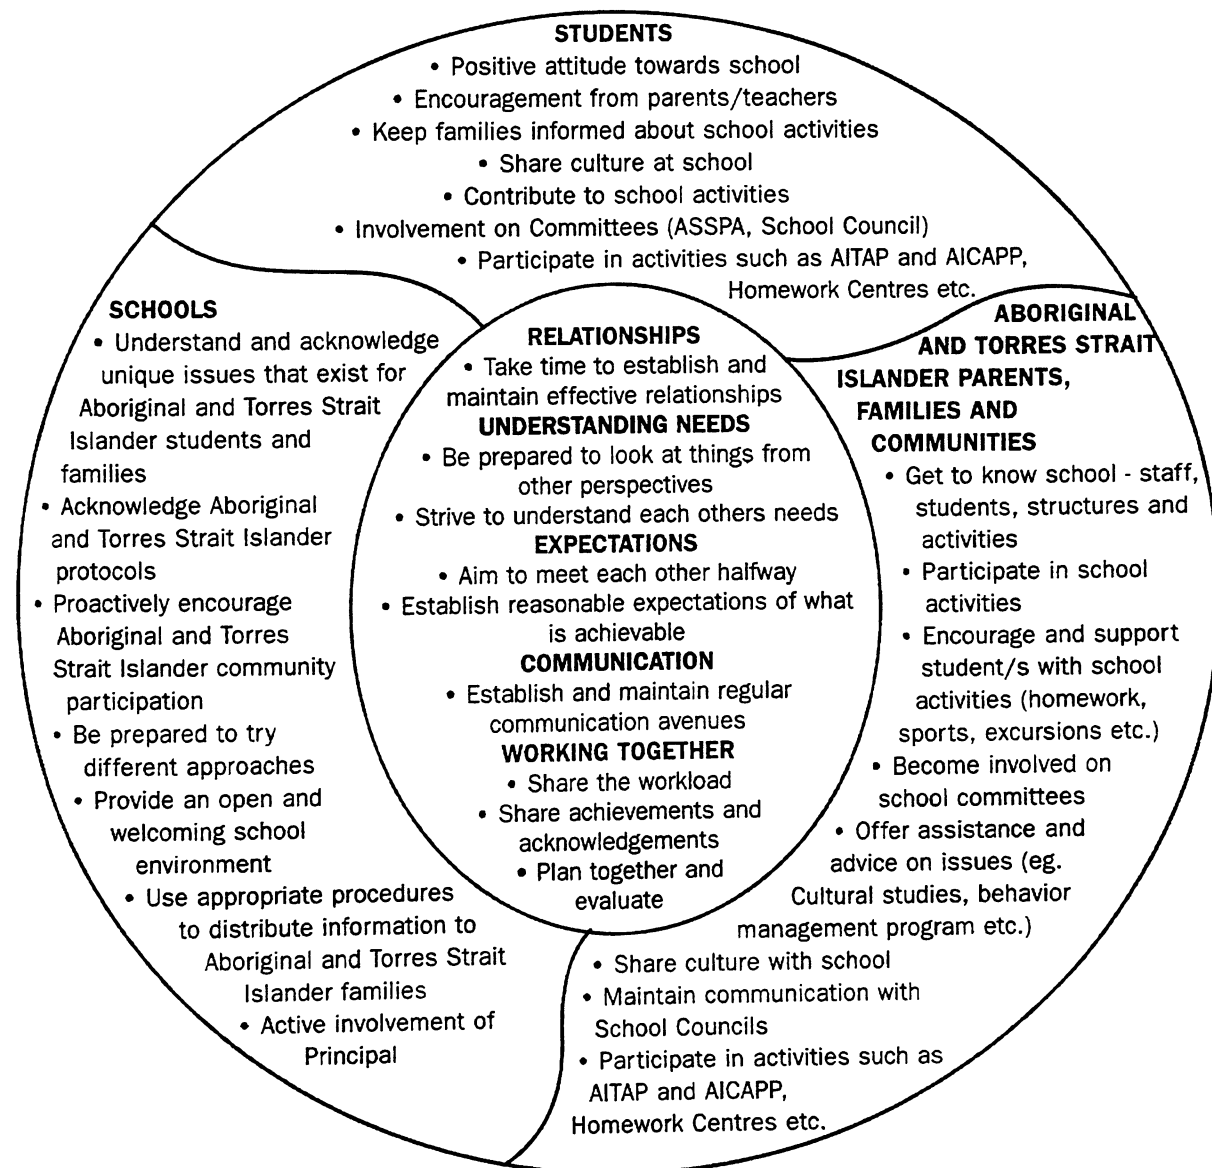 STUDENTS
• Positive attitude towards school
• Encouragement from parents/teachers
• Keep families informed about school activities
• Share culture at school
• Contribute to school activities
• Involvement on Committees (ASSPA, School Council)
• Participate in activities such as AITAP and AICAPP,
Homework Centres etc.
SCHOOLS
• Understand and acknowledge
unique issues that exist for
Aboriginal and Torres Strait
Islander students and
families
• Acknowledge Aboriginal
and Torres Strait Islander
protocols
• Proactively encourage
Aboriginal and Torres
Strait Islander community
participation
• Be prepared to try
different approaches
• Provide an open and
welcoming school
environment
• Use appropriate procedures
to distribute information to
Aboriginal and Torres Strait
Islander families
• Active involvement of
Principal
RELATIONSHIPS
• Take time to establish and
maintain effective relationships
UNDERSTANDING NEEDS
• Be prepared to look at things from
other perspectives
• Strive to understand each others needs
EXPECTATIONS
• Aim to meet each other halfway
• Establish reasonable expectations of what
is achievable
COMMUNICATION
• Establish and maintain regular
communication avenues
WORKING TOGETHER
• Share the workload
• Share achievements and
acknowledgements
• Plan together and
evaluate
ABORIGINAL
AND TORRES STRAIT
ISLANDER PARENTS,
FAMILIES AND
COMMUNITIES
• Get to know school - staff,
students, structures and
activities
• Participate in school
activities
• Encourage and support
student/s with school
activities (homework,
sports, excursions etc.)
• Become involved on
school committees
• Offer assistance and
advice on issues (eg.
Cultural studies, behavior
management program etc.)
• Share culture with school
• Maintain communication with
School Councils
• Participate in activities such as
AITAP and AICAPP,
Homework Centres etc.